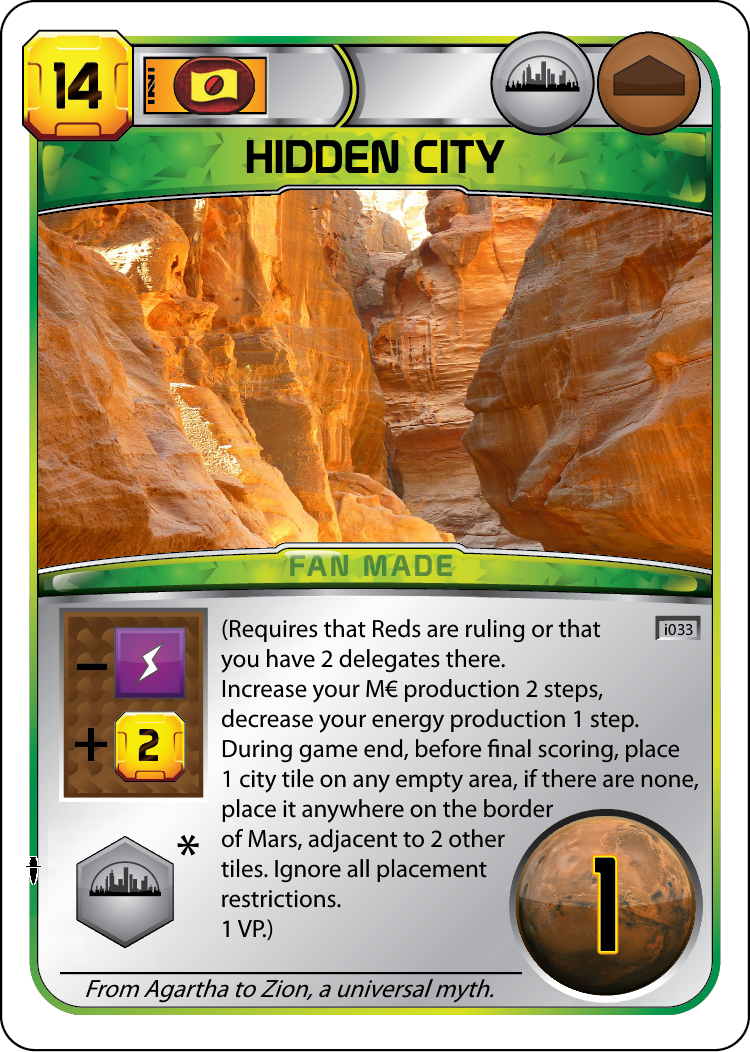 14
HIDDEN CITY
FAN MADE
(Requires that Reds are ruling or that
i033
you have 2 delegates there.
Increase your M€ production 2 steps,
decrease your energy production 1 step.
During game end, before final scoring, place
1 city tile on any empty area, if there are none,
place it anywhere on the border
of Mars, adjacent to 2 other
tiles. Ignore all placement
restrictions.
1 VP.)
−
+ 2
*
1
From Agartha to Zion, a universal myth.